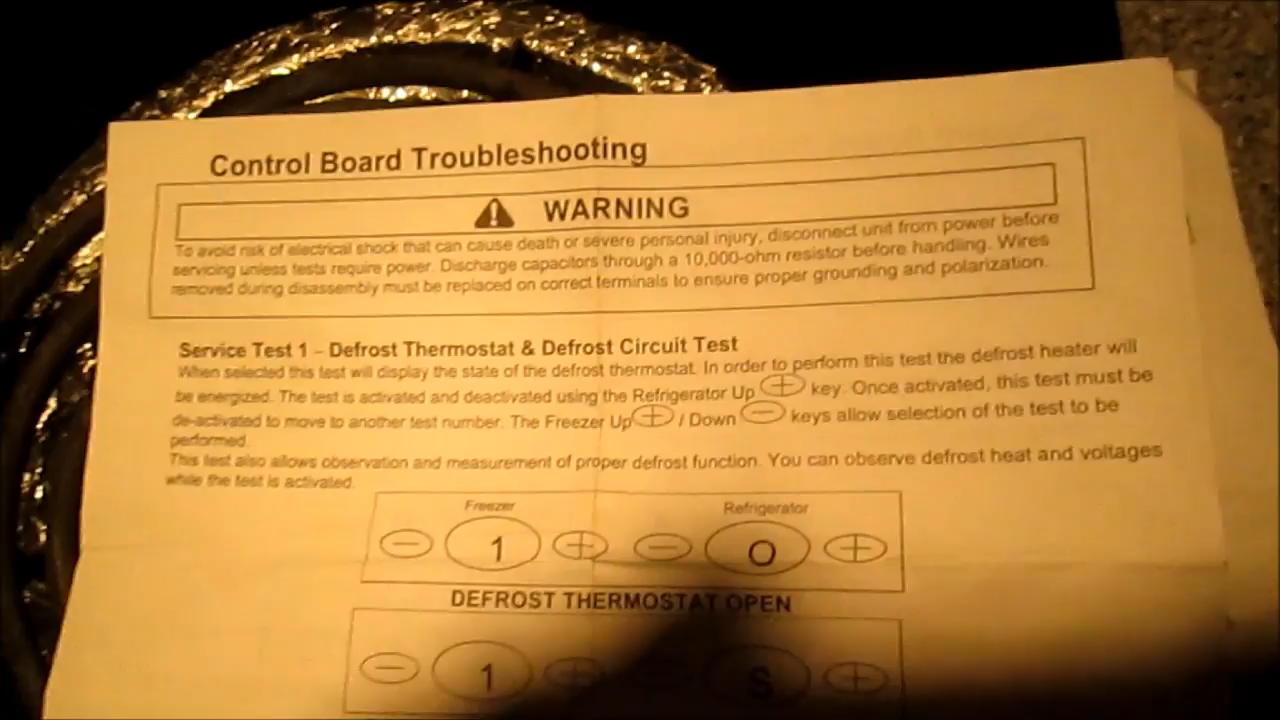 Control Board Troubleshooting
WARNING
To avoid risk of electrical shock that can cause death or severe personal injury, disconnect unit from power before
servicing unless tests require power. Discharge capacitors through a 10,000-ohm resistor before handling. Wires
removed during disassembly must be replaced on correct terminals to ensure proper grounding and polarization.
Service Test 1 – Defrost Thermostat & Defrost Circuit Test
When selected this test will display the state of the defrost thermostat. In order to perform this test the defrost heater will
be energized. The test is activated and deactivated using the Refrigerator Up + key. Once activated, this test must be
de-activated to move to another test number. The Freezer Up + / Down − keys allow selection of the test to be
performed.
This test also allows observation and measurement of proper defrost function. You can observe defrost heat and voltages
while the test is activated.
Freezer Refrigerator
− 1 + − O +
DEFROST THERMOSTAT OPEN
− 1 + − S +